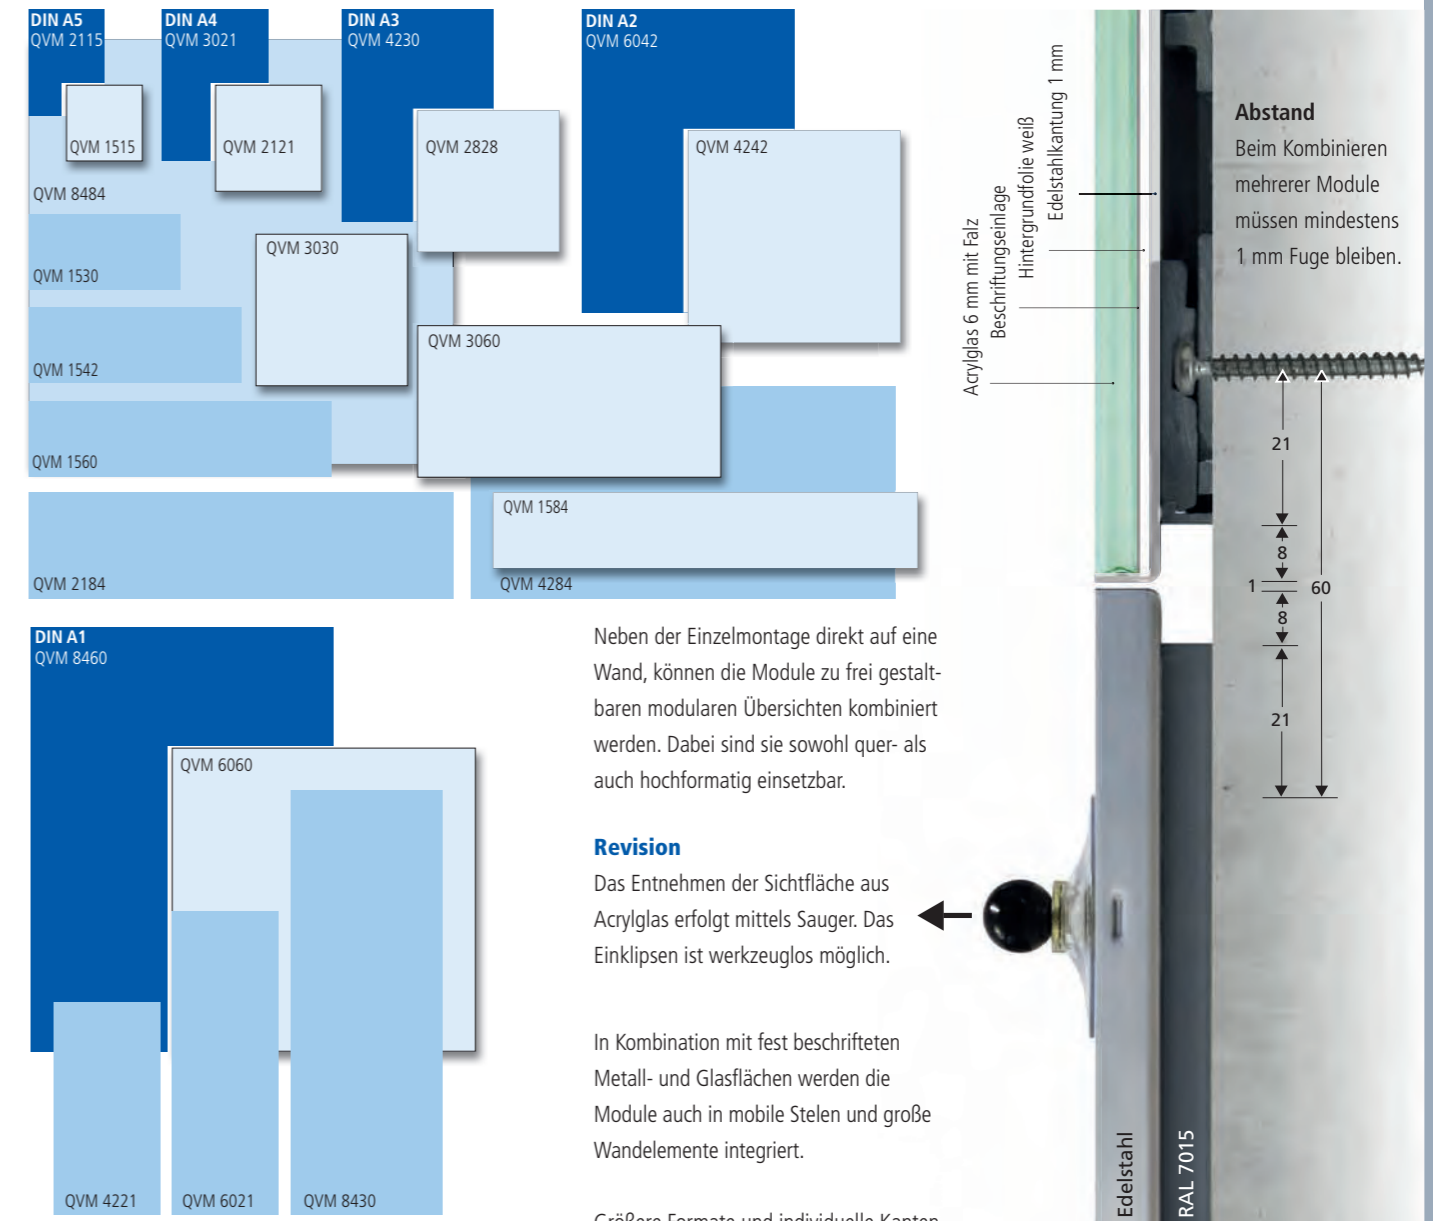 DIN A5
QVM 2115
DIN A4
QVM 3021
DIN A3
QVM 4230
DIN A2
QVM 6042
QVM 1515
QVM 2121
QVM 2828
QVM 4242
QVM 8484
QVM 3030
QVM 1530
QVM 3060
QVM 1542
QVM 1560
QVM 1584
QVM 2184
QVM 4284
DIN A1
QVM 8460
QVM 6060
QVM 4221
QVM 6021
QVM 8430
Neben der Einzelmontage direkt auf eine
Wand, können die Module zu frei gestalt-
baren modularen Übersichten kombiniert
werden. Dabei sind sie sowohl quer- als
auch hochformatig einsetzbar.
Revision
Das Entnehmen der Sichtfläche aus
Acrylglas erfolgt mittels Sauger. Das
Einklipsen ist werkzeuglos möglich.
In Kombination mit fest beschrifteten
Metall- und Glasflächen werden die
Module auch in mobile Stelen und große
Wandelemente integriert.
Größere Formate und individuelle Kanten
Acrylglas 6 mm mit Falz
Beschriftungseinlage
Hintergrundfolie weiß
Edelstahlkantung 1 mm
Abstand
Beim Kombinieren
mehrerer Module
müssen mindestens
1 mm Fuge bleiben.
21
8
1
60
8
21
Edelstahl
RAL 7015